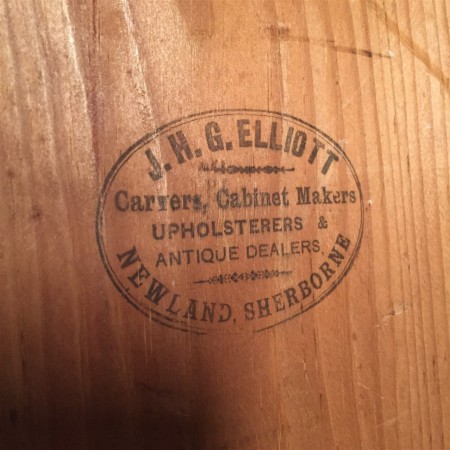 J. H. G. ELLIOTT
Carvers, Cabinet Makers
UPHOLSTERERS &
ANTIQUE DEALERS,
NEWLAND, SHERBORNE